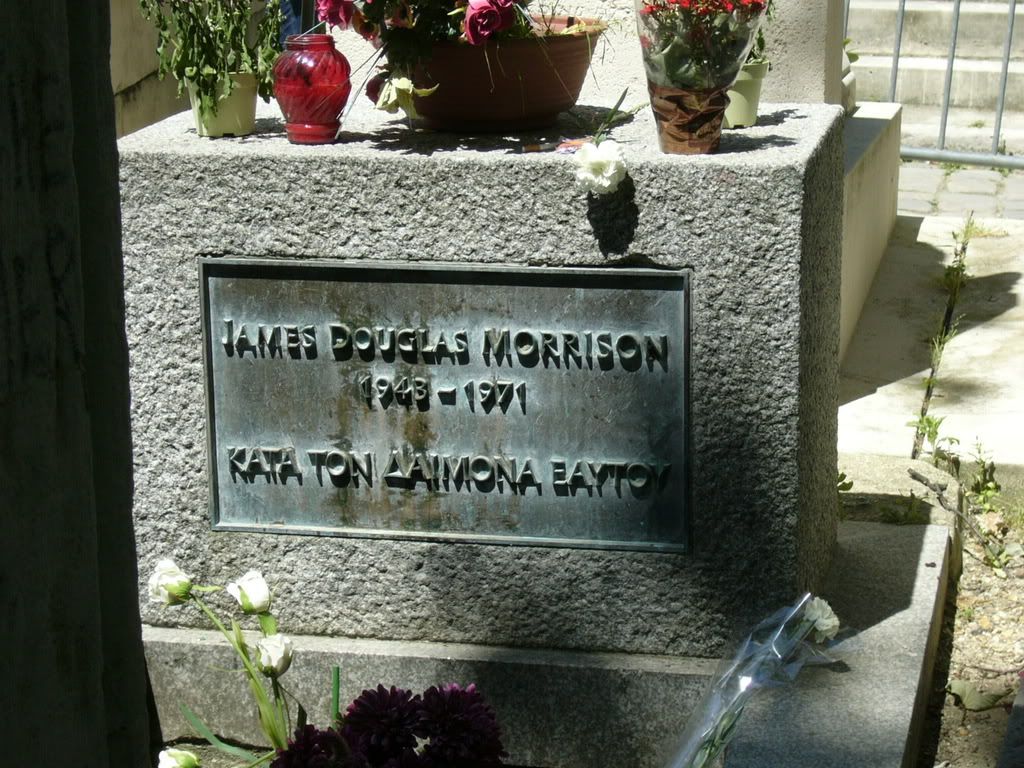 JAMES DOUGLAS MORRISON
1943 - 1971
ΚΑΤΑ ΤΟΝ ΔΑΙΜΟΝΑ ΕΑΥΤΟΥ